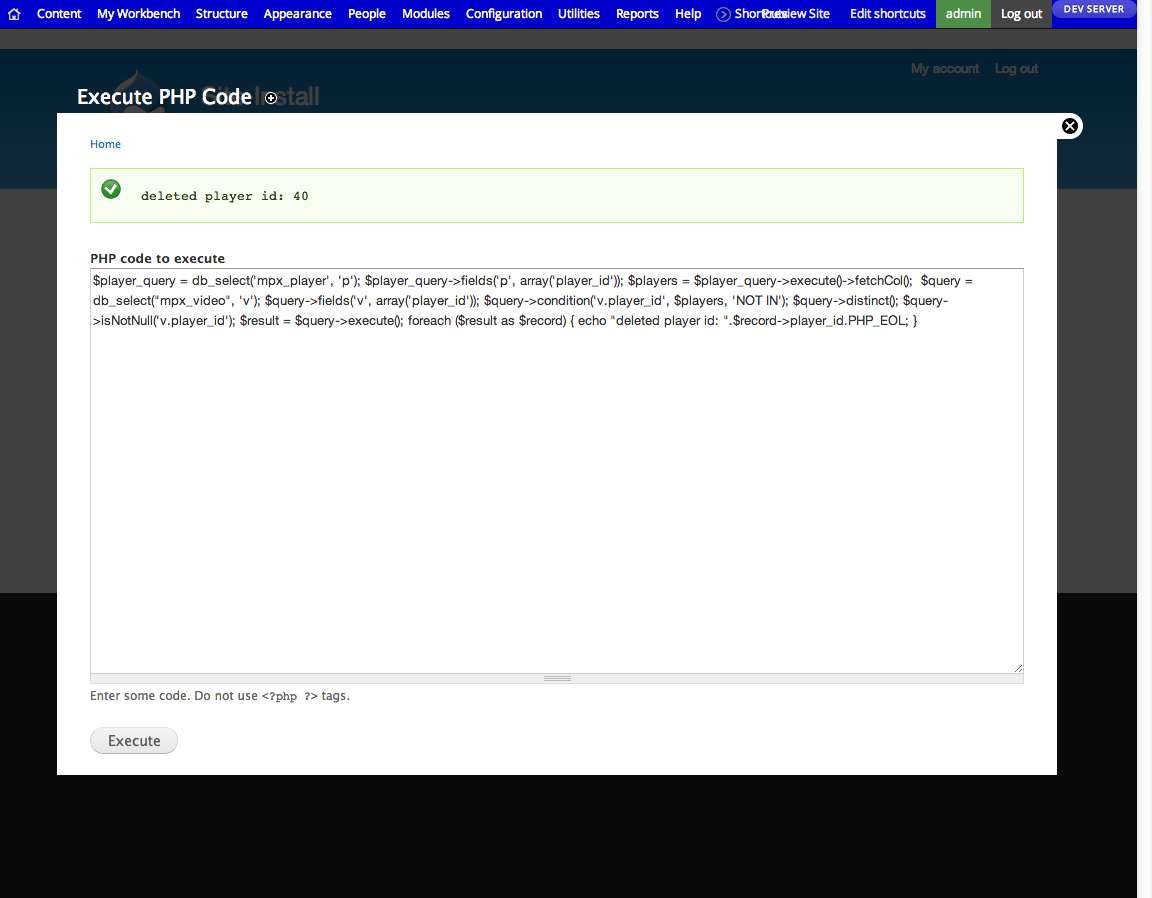 Content My Workbench Structure Appearance People Modules Configuration Utilities Reports Help Shortcuts Preview Site Edit shortcuts admin Log out DEV SERVER
My account Log out
Execute PHP Code Site-Install
Home
deleted player id: 40
PHP code to execute
$player_query = db_select('mpx_player', 'p'); $player_query->fields('p', array('player_id')); $players = $player_query->execute()->fetchCol();  $query =
db_select("mpx_video", 'v'); $query->fields('v', array('player_id')); $query->condition('v.player_id', $players, 'NOT IN'); $query->distinct(); $query-
>isNotNull('v.player_id'); $result = $query->execute(); foreach ($result as $record) { echo "deleted player id: ".$record->player_id.PHP_EOL; }
Enter some code. Do not use <?php ?> tags.
Execute